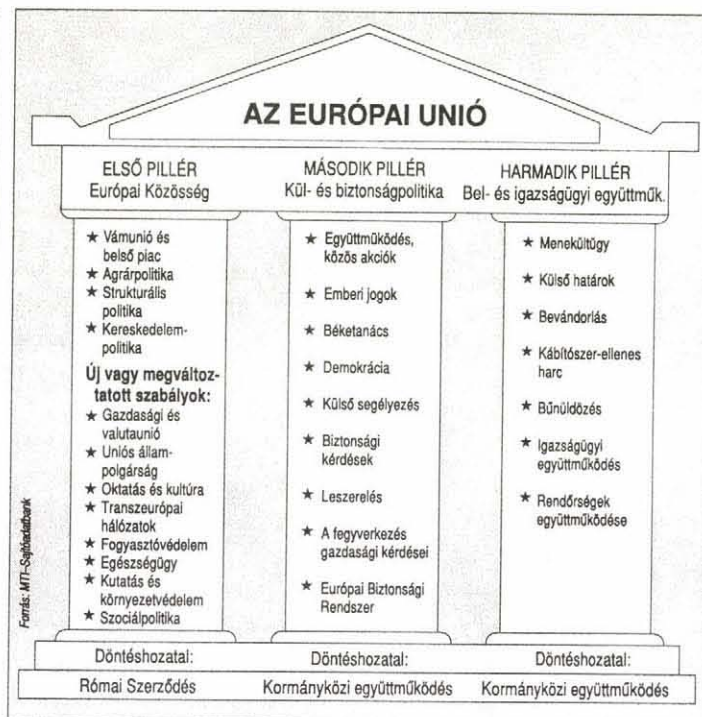 AZ EURÓPAI UNIÓ
ELSŐ PILLÉR
Európai Közösség
★ Vámunió és
belső piac
★ Agrárpolitika
★ Strukturális
politika
★ Kereskedelem-
politika
Új vagy megváltoz-
tatott szabályok:
★ Gazdasági és
valutaunió
★ Uniós állam-
polgárság
★ Oktatás és kultúra
★ Transzeurópai
hálózatok
★ Fogyasztóvédelem
★ Egészségügy
★ Kutatás és
környezetvédelem
★ Szociálpolitika
Döntéshozatal:
Római Szerződés
MÁSODIK PILLÉR
Kül- és biztonságpolitika
★ Együttműködés,
közös akciók
★ Emberi jogok
★ Béketanács
★ Demokrácia
★ Külső segélyezés
★ Biztonsági
kérdések
★ Leszerelés
★ A fegyverkezés
gazdasági kérdései
★ Európai Biztonsági
Rendszer
Döntéshozatal:
Kormányközi együttműködés
HARMADIK PILLÉR
Bel- és igazságügyi együttműk.
★ Menekültügy
★ Külső határok
★ Bevándorlás
★ Kábítószer-ellenes
harc
★ Bűnüldözés
★ Igazságügyi
együttműködés
★ Rendőrségek
együttműködése
Döntéshozatal:
Kormányközi együttműködés
Forrás: MTI–Sajtóadatbank